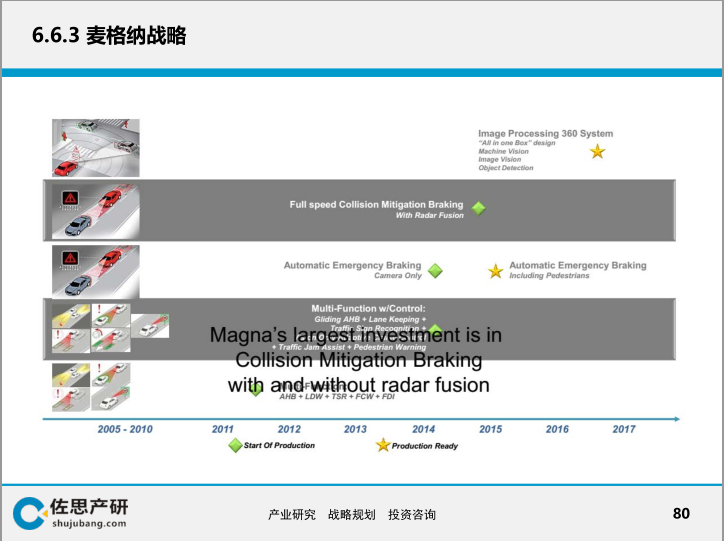 6.6.3 麦格纳战略
Image Processing 360 System
"All in one Box" design
Machine Vision
Image Vision
Object Detection
Full speed Collision Mitigation Braking
With Radar Fusion
Automatic Emergency Braking
Camera Only
Automatic Emergency Braking
Including Pedestrians
Multi-Function w/Control:
Gliding AHB + Lane Keeping +
Traffic Sign Recognition +
+ Traffic Jam Assist + Pedestrian Warning
Magna's largest investment is in
Collision Mitigation Braking
with and without radar fusion
AHB + LDW + TSR + FCW + FDI
2005 - 2010 2011 2012 2013 2014 2015 2016 2017
Start Of Production Production Ready
佐思产研
shujubang.com
产业研究 战略规划 投资咨询
80